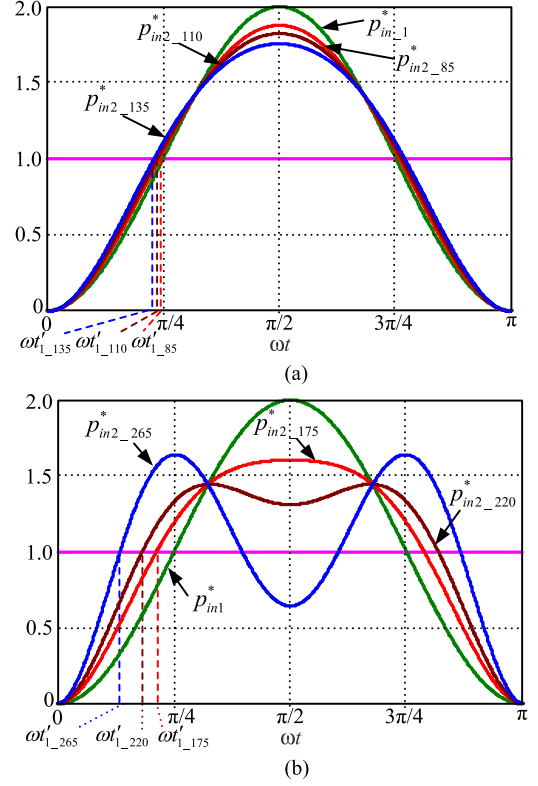 2.0
p*in_1
p*in2_110
p*in2_85
1.5
p*in2_135
1.0
0.5
0
0 π/4 π/2 3π/4 π
ωt′1_135 ωt′1_110 ωt′1_85
ωt
(a)
2.0
p*in2_265
p*in2_175
1.5
p*in2_220
1.0
p*in1
0.5
0
0 π/4 π/2 3π/4 π
ωt′1_265 ωt′1_220 ωt′1_175
ωt
(b)